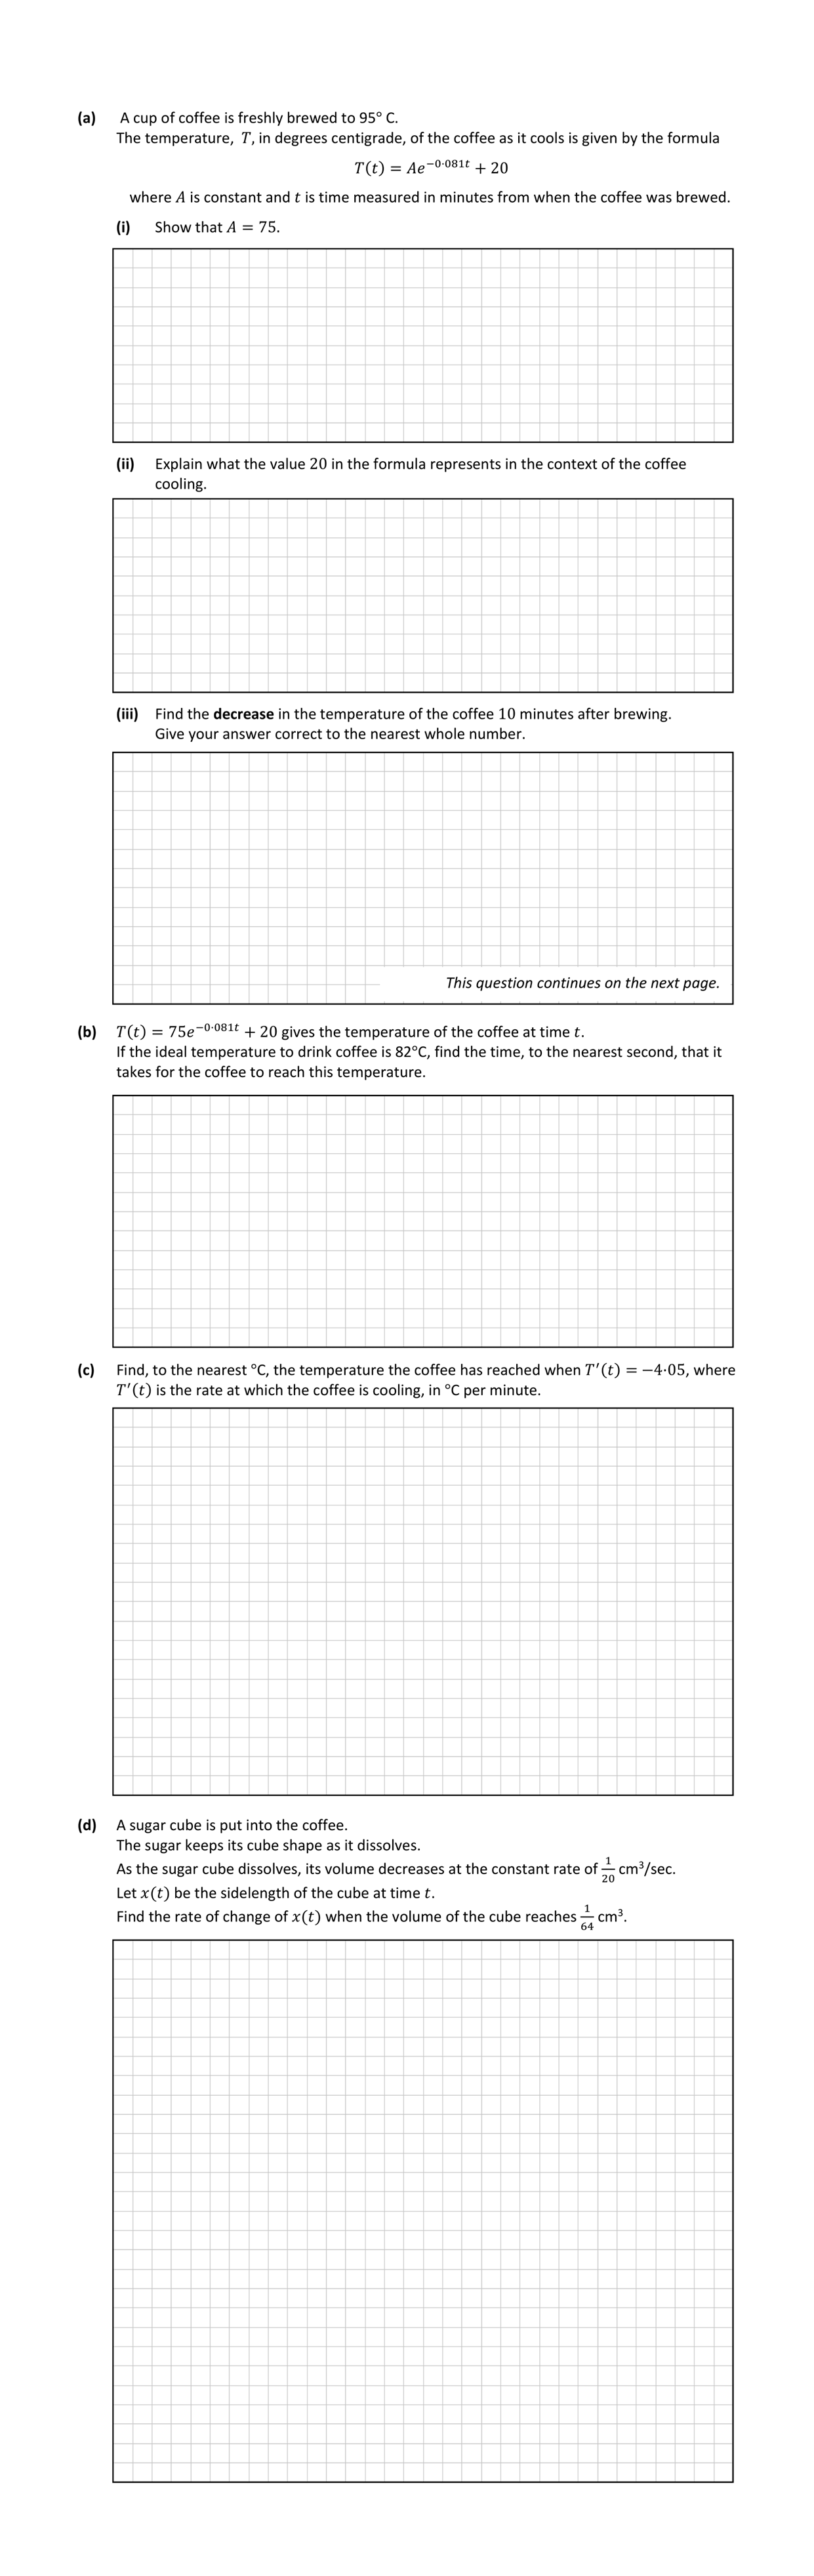 (a) A cup of coffee is freshly brewed to 95° C.
The temperature, T, in degrees centigrade, of the coffee as it cools is given by the formula
T(t) = Ae^{−0·081t} + 20
where A is constant and t is time measured in minutes from when the coffee was brewed.
(i) Show that A = 75.
(ii) Explain what the value 20 in the formula represents in the context of the coffee
cooling.
(iii) Find the decrease in the temperature of the coffee 10 minutes after brewing.
Give your answer correct to the nearest whole number.
This question continues on the next page.
(b) T(t) = 75e^{−0·081t} + 20 gives the temperature of the coffee at time t.
If the ideal temperature to drink coffee is 82°C, find the time, to the nearest second, that it
takes for the coffee to reach this temperature.
(c) Find, to the nearest °C, the temperature the coffee has reached when T′(t) = −4·05, where
T′(t) is the rate at which the coffee is cooling, in °C per minute.
(d) A sugar cube is put into the coffee.
The sugar keeps its cube shape as it dissolves.
As the sugar cube dissolves, its volume decreases at the constant rate of 1/20 cm³/sec.
Let x(t) be the sidelength of the cube at time t.
Find the rate of change of x(t) when the volume of the cube reaches 1/64 cm³.